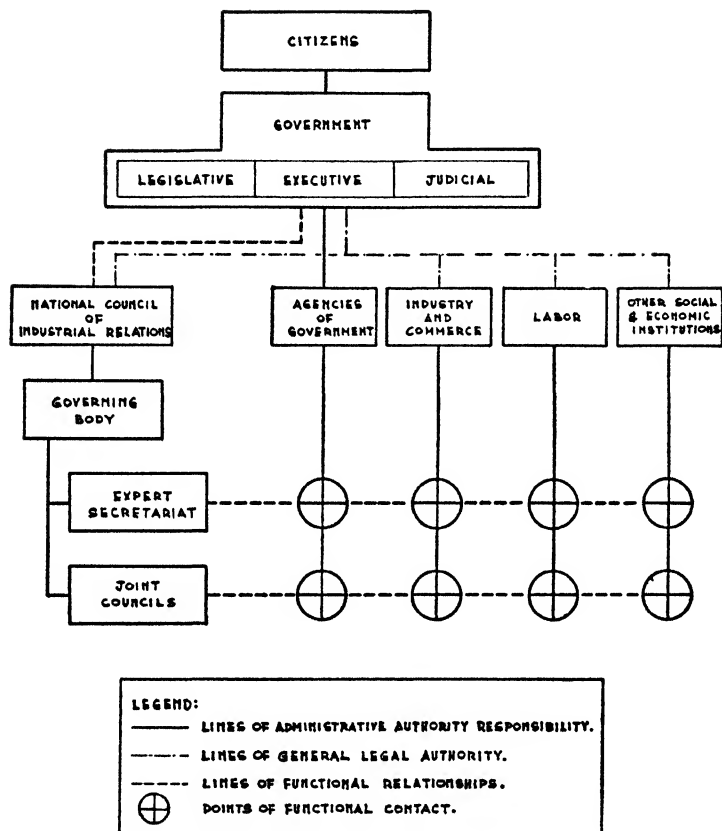 CITIZENS
GOVERNMENT
LEGISLATIVE
EXECUTIVE
JUDICIAL
NATIONAL COUNCIL
OF
INDUSTRIAL RELATIONS
AGENCIES
OF
GOVERNMENT
INDUSTRY
AND
COMMERCE
LABOR
OTHER SOCIAL
& ECONOMIC
INSTITUTIONS
GOVERNING
BODY
EXPERT
SECRETARIAT
JOINT
COUNCILS
LEGEND:
LINES OF ADMINISTRATIVE AUTHORITY RESPONSIBILITY.
LINES OF GENERAL LEGAL AUTHORITY.
LINES OF FUNCTIONAL RELATIONSHIPS.
POINTS OF FUNCTIONAL CONTACT.